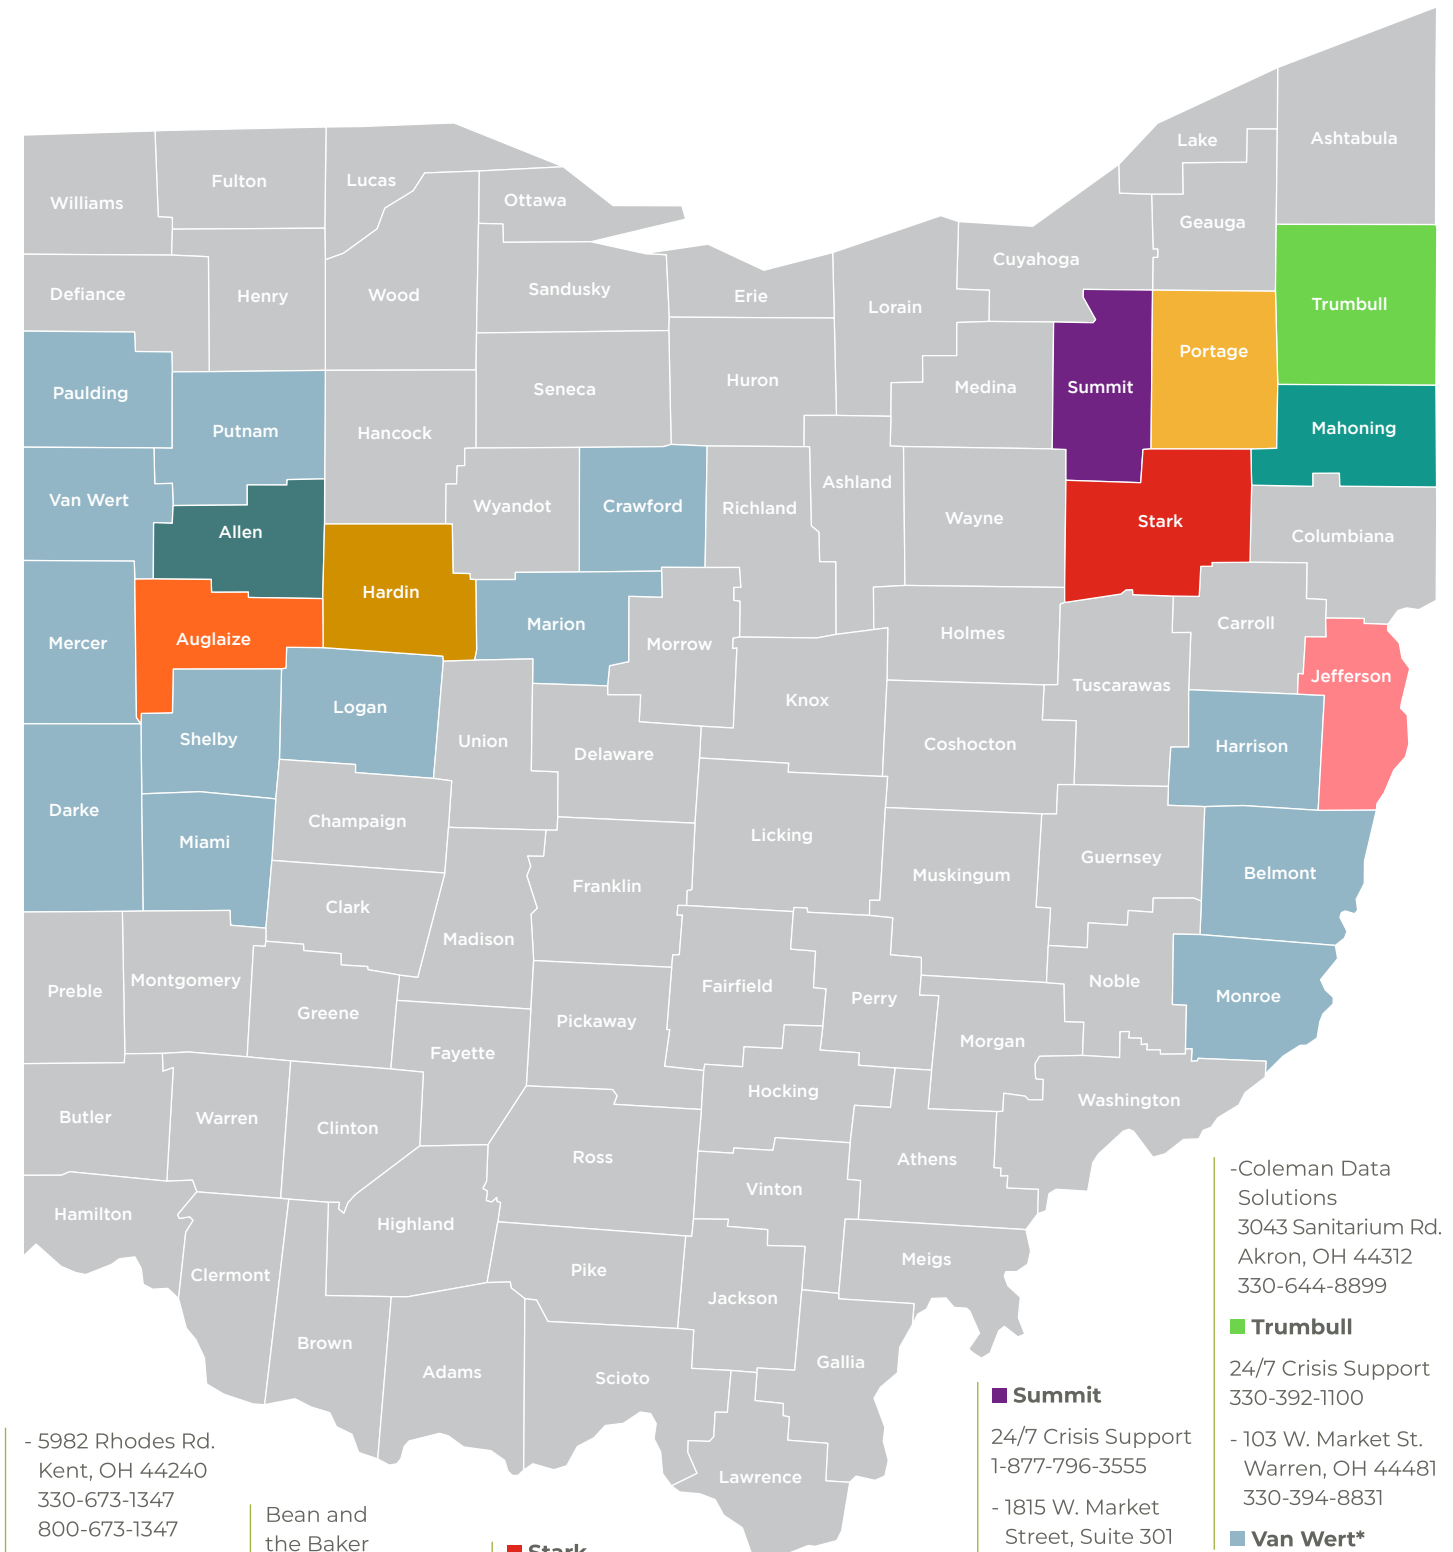 Lake
Ashtabula
Williams
Fulton
Lucas
Ottawa
Geauga
Cuyahoga
Defiance
Henry
Wood
Sandusky
Erie
Lorain
Trumbull
Paulding
Seneca
Huron
Medina
Summit
Portage
Putnam
Hancock
Mahoning
Van Wert
Allen
Wyandot
Crawford
Richland
Ashland
Wayne
Stark
Columbiana
Hardin
Mercer
Auglaize
Marion
Morrow
Holmes
Carroll
Jefferson
Logan
Knox
Tuscarawas
Shelby
Union
Delaware
Coshocton
Harrison
Darke
Miami
Champaign
Licking
Guernsey
Belmont
Clark
Franklin
Muskingum
Madison
Preble
Montgomery
Greene
Pickaway
Fairfield
Perry
Noble
Monroe
Fayette
Morgan
Butler
Warren
Clinton
Hocking
Washington
Ross
Athens
Vinton
Hamilton
Highland
Clermont
Pike
Jackson
Meigs
Brown
Adams
Scioto
Gallia
Lawrence
- 5982 Rhodes Rd.
Kent, OH 44240
330-673-1347
800-673-1347
Bean and
the Baker
Stark
Summit
24/7 Crisis Support
1-877-796-3555
- 1815 W. Market
Street, Suite 301
-Coleman Data
Solutions
3043 Sanitarium Rd.
Akron, OH 44312
330-644-8899
Trumbull
24/7 Crisis Support
330-392-1100
- 103 W. Market St.
Warren, OH 44481
330-394-8831
Van Wert*